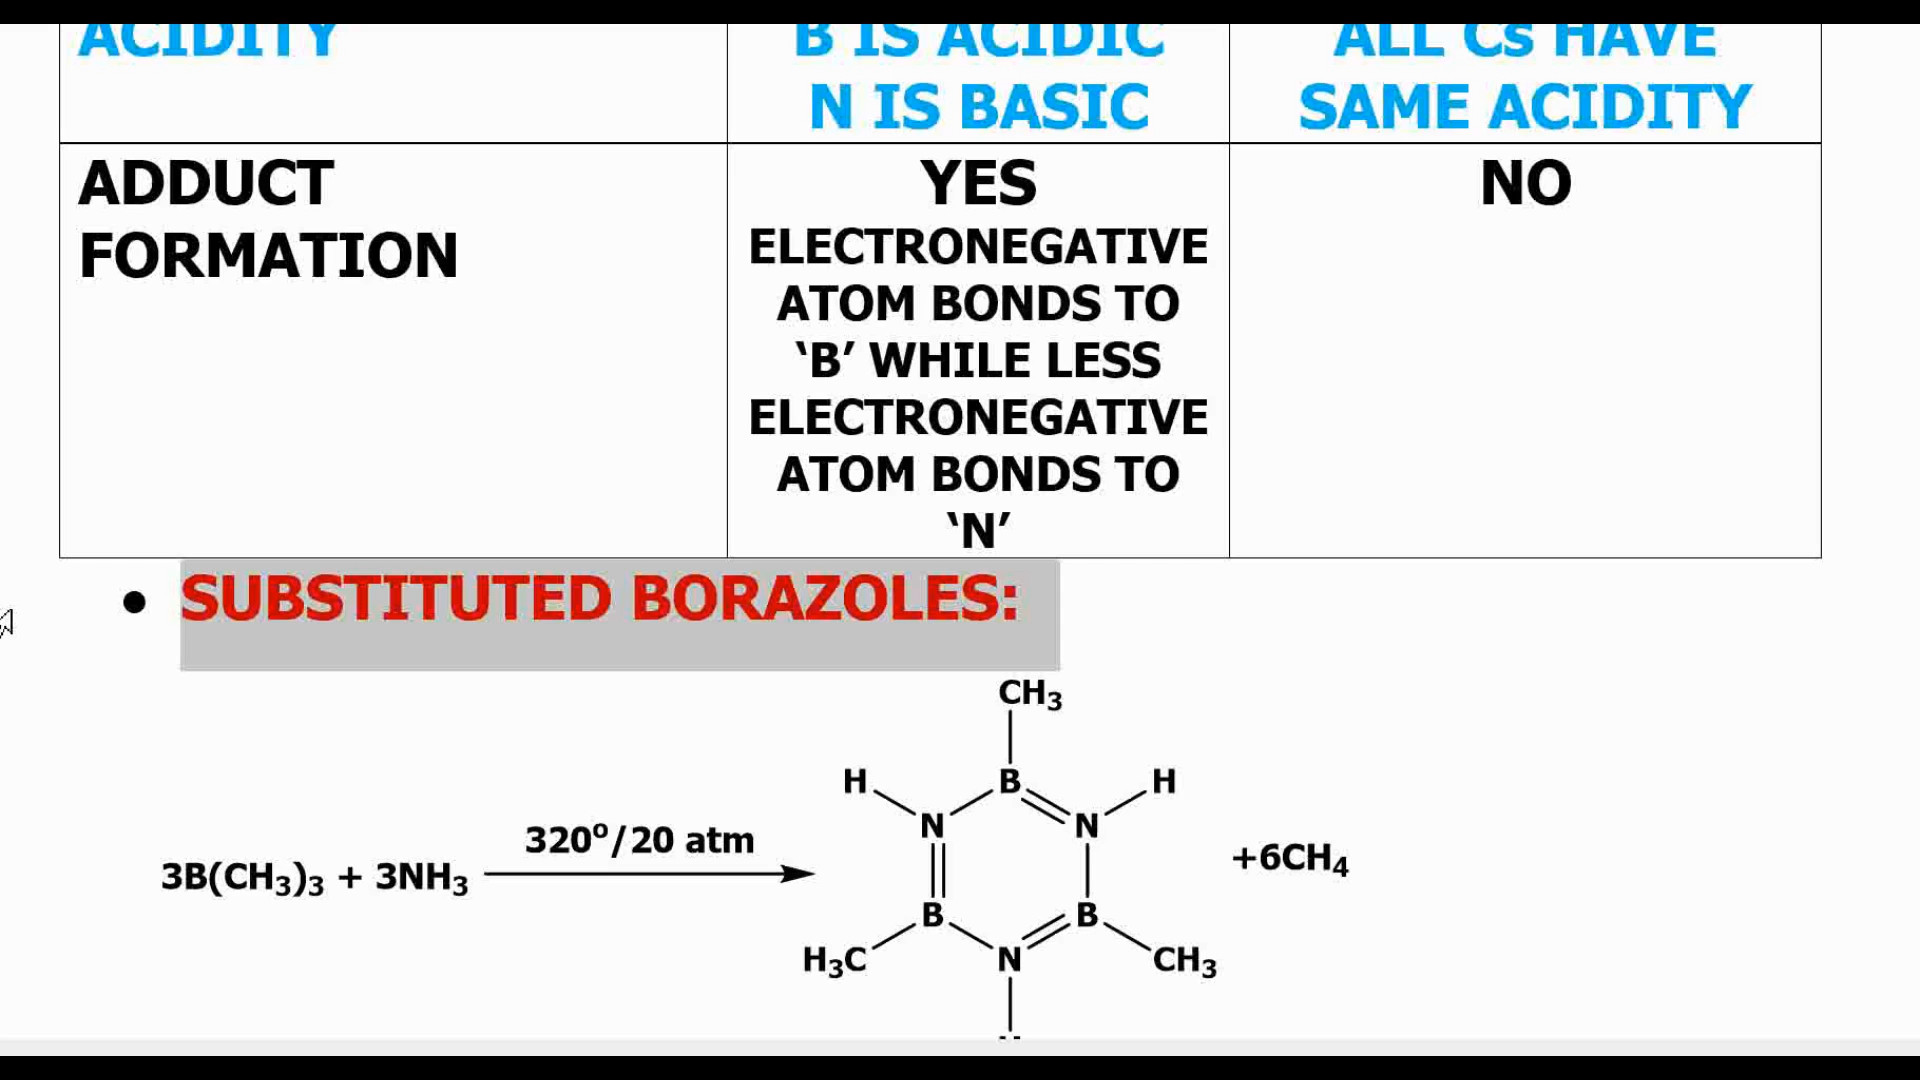 ACIDITY
B IS ACIDIC
N IS BASIC
ALL Cs HAVE
SAME ACIDITY
ADDUCT
FORMATION
YES
ELECTRONEGATIVE
ATOM BONDS TO
‘B’ WHILE LESS
ELECTRONEGATIVE
ATOM BONDS TO
‘N’
NO
• SUBSTITUTED BORAZOLES:
3B(CH₃)₃ + 3NH₃
320⁰/20 atm
CH₃
H B H
N N
B B
H₃C N CH₃
+6CH₄